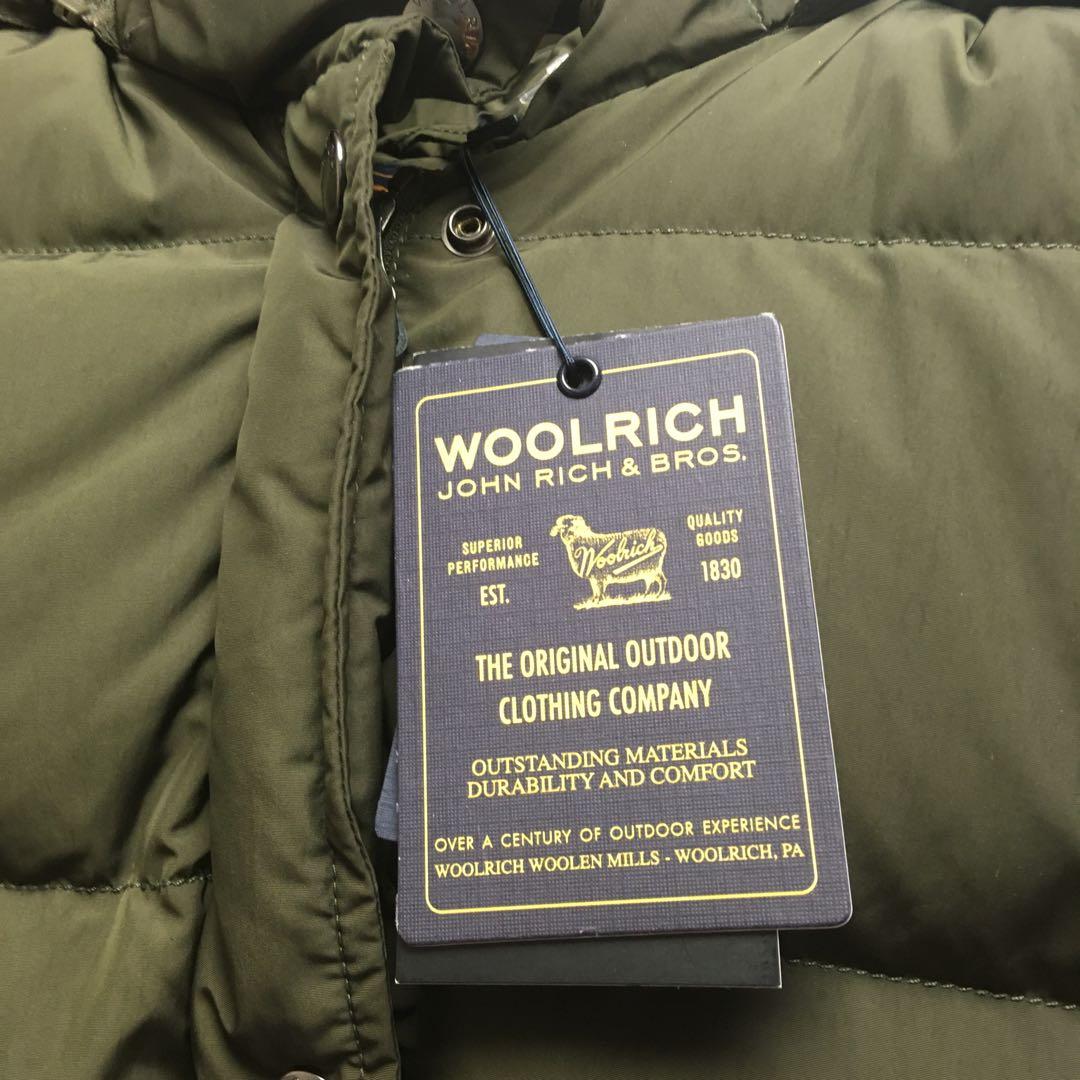 WOOLRICH
JOHN RICH & BROS.
SUPERIOR
PERFORMANCE
EST.
Woolrich
QUALITY
GOODS
1830
THE ORIGINAL OUTDOOR
CLOTHING COMPANY
OUTSTANDING MATERIALS
DURABILITY AND COMFORT
OVER A CENTURY OF OUTDOOR EXPERIENCE
WOOLRICH WOOLEN MILLS - WOOLRICH, PA